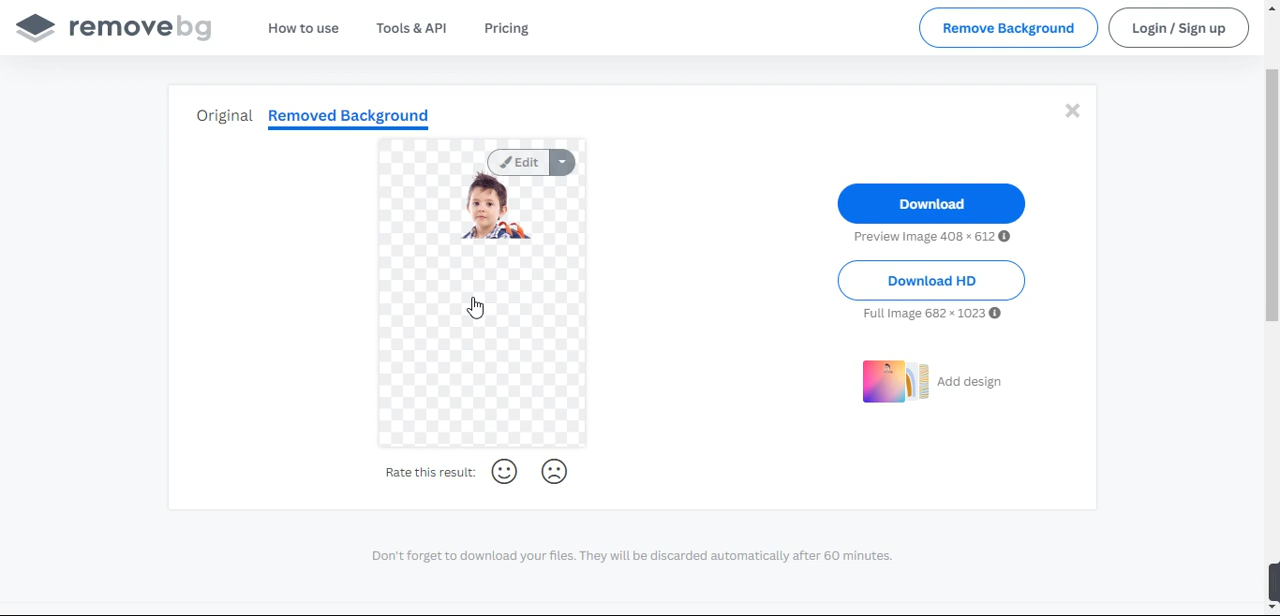 removebg
How to use
Tools & API
Pricing
Remove Background
Login / Sign up
Original
Removed Background
Edit
Download
Preview Image 408 × 612
Download HD
Full Image 682 × 1023
Add design
Rate this result:
Don't forget to download your files. They will be discarded automatically after 60 minutes.